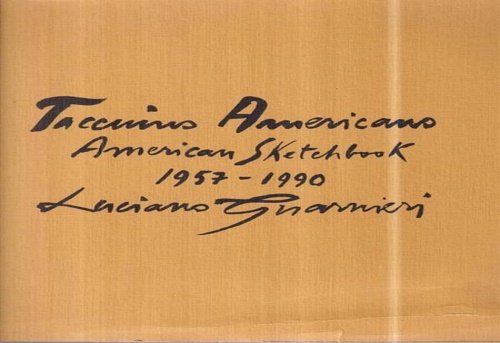 Taccuino Americano
American Sketchbook
1957-1990
Luciano Guarnieri